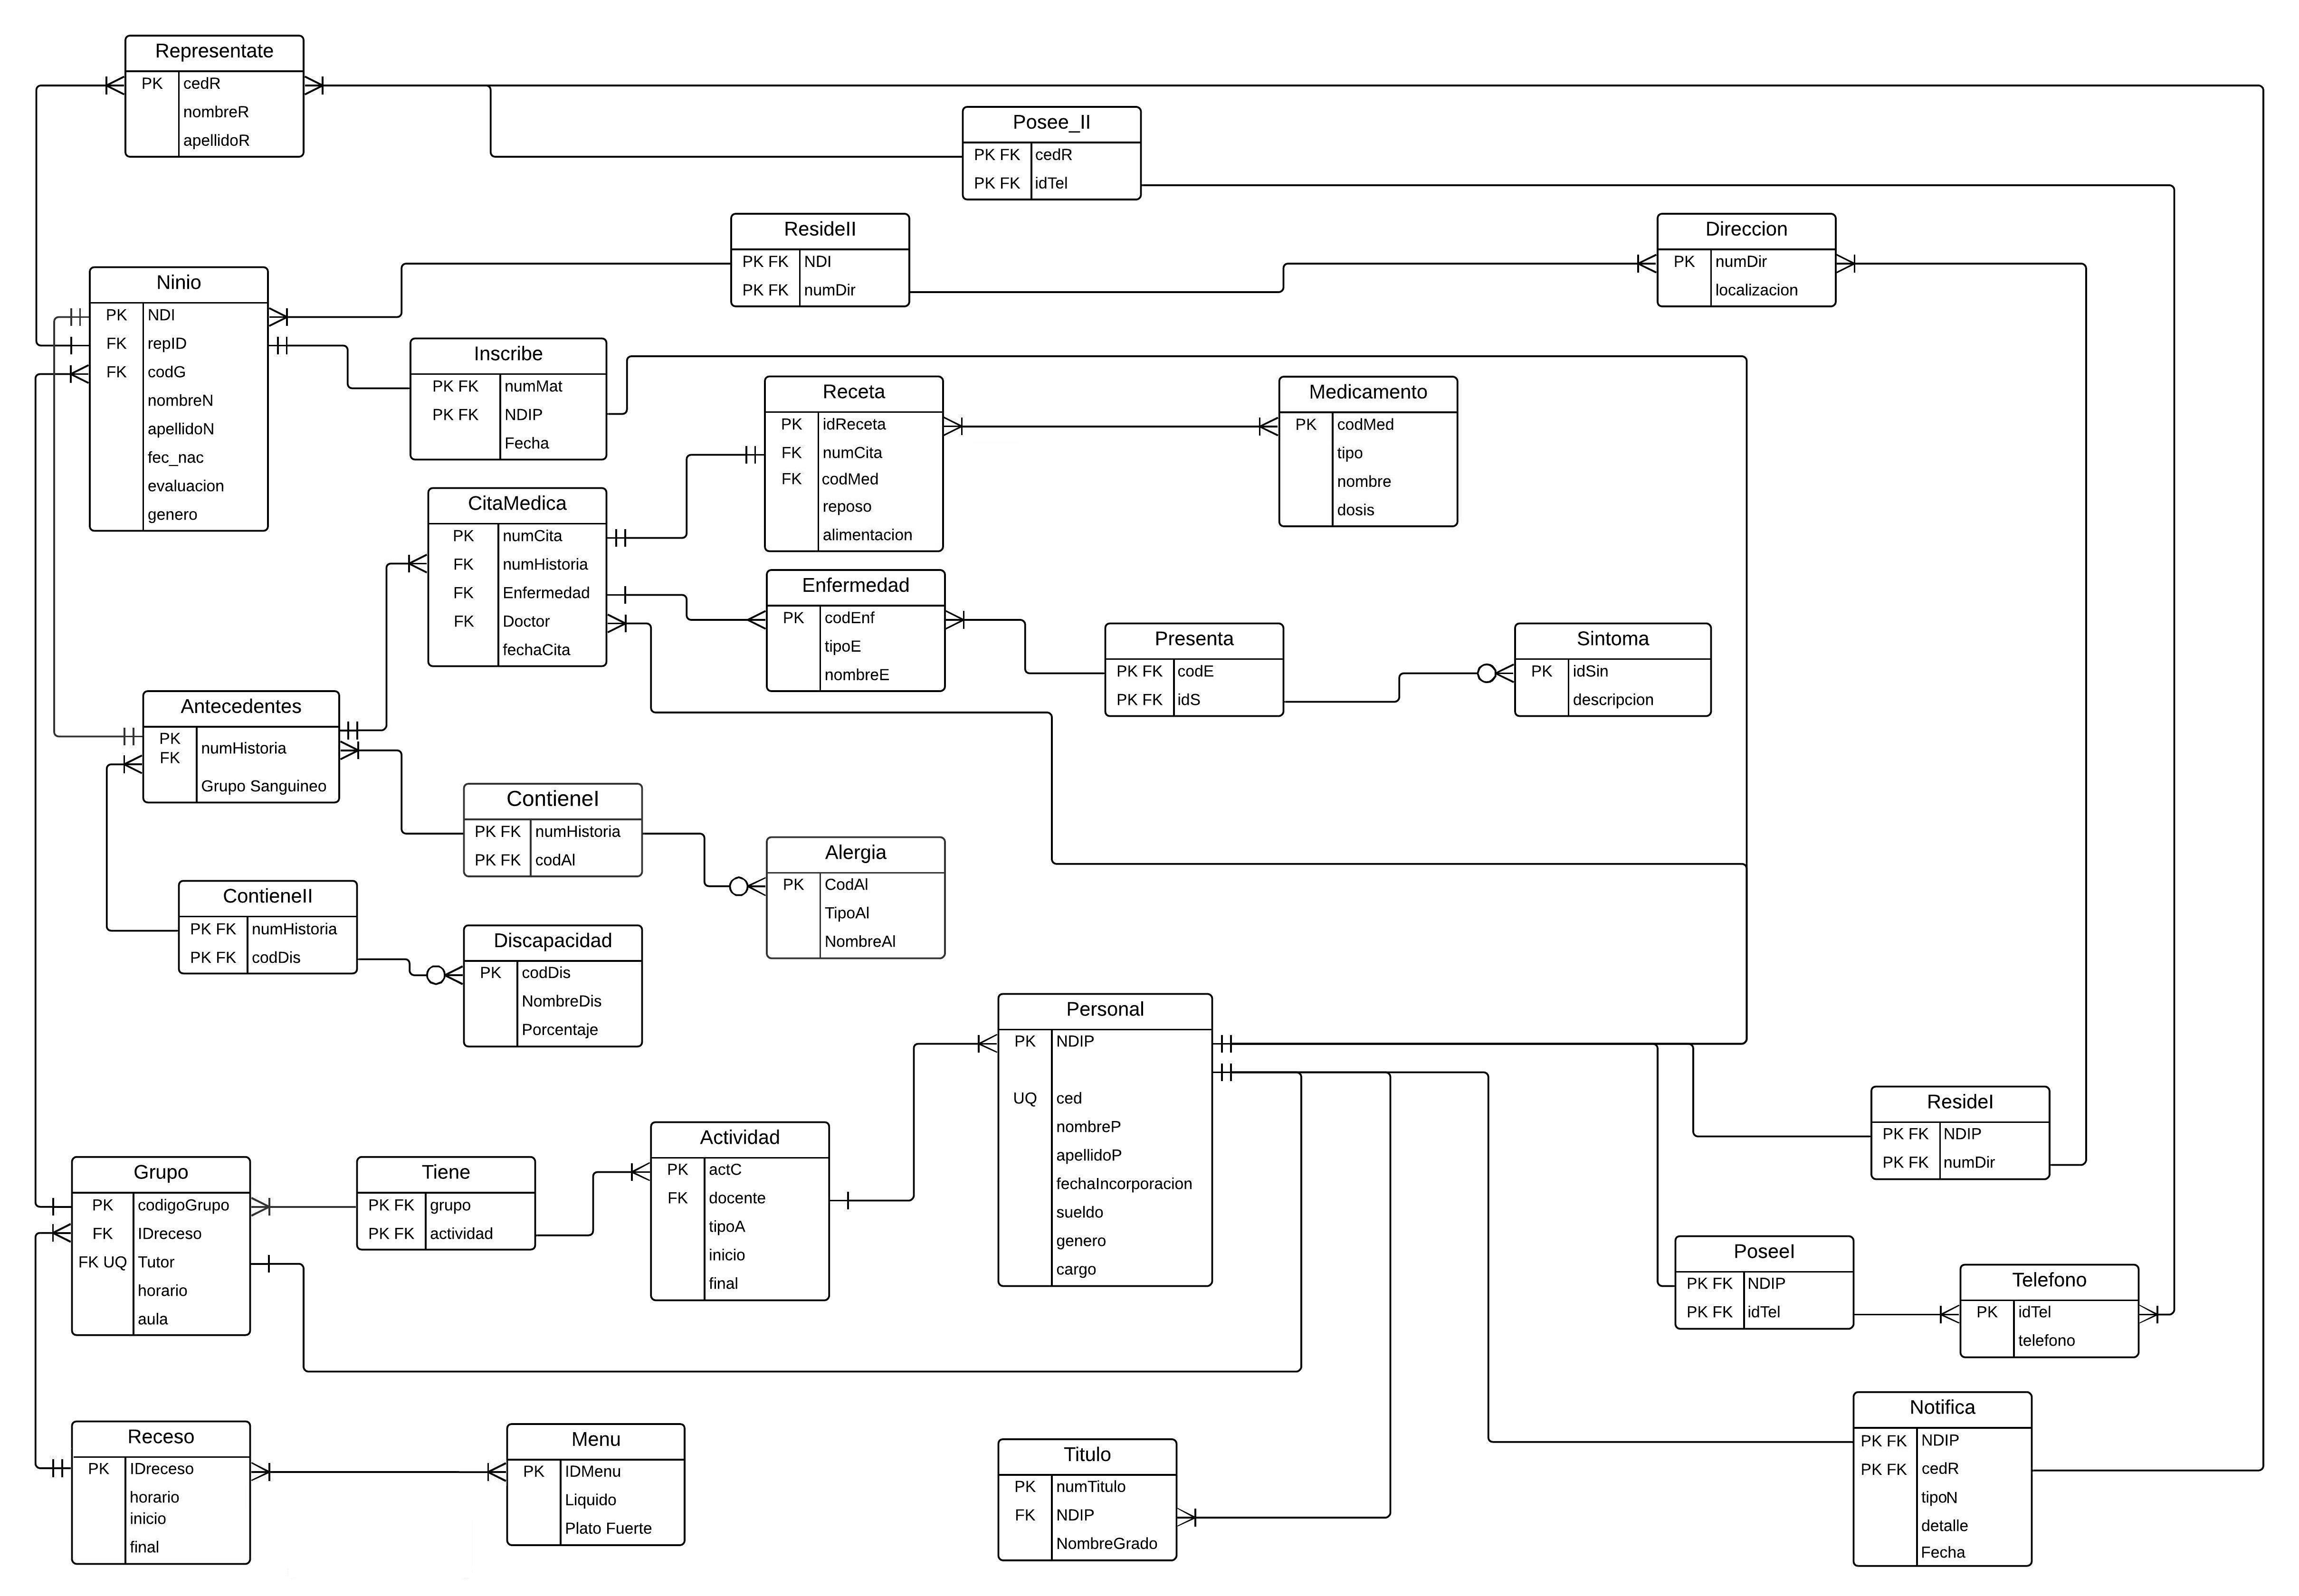 Representate
PK cedR
nombreR
apellidoR
Posee_II
PK FK cedR
PK FK idTel
ResideII
PK FK NDI
PK FK numDir
Direccion
PK numDir
localizacion
Ninio
PK NDI
FK repID
FK codG
nombreN
apellidoN
fec_nac
evaluacion
genero
Inscribe
PK FK numMat
PK FK NDIP
Fecha
Receta
PK idReceta
FK numCita
FK codMed
reposo
alimentacion
Medicamento
PK codMed
tipo
nombre
dosis
CitaMedica
PK numCita
FK numHistoria
FK Enfermedad
FK Doctor
fechaCita
Enfermedad
PK codEnf
tipoE
nombreE
Presenta
PK FK codE
PK FK idS
Sintoma
PK idSin
descripcion
Antecedentes
PK
FK
numHistoria
Grupo Sanguineo
ContieneI
PK FK numHistoria
PK FK codAl
Alergia
PK CodAl
TipoAl
NombreAl
ContieneII
PK FK numHistoria
PK FK codDis
Discapacidad
PK codDis
NombreDis
Porcentaje
Personal
PK NDIP
UQ ced
nombreP
apellidoP
fechaIncorporacion
sueldo
genero
cargo
ResideI
PK FK NDIP
PK FK numDir
Actividad
PK actC
FK docente
tipoA
inicio
final
Grupo
PK codigoGrupo
FK IDreceso
FK UQ Tutor
horario
aula
Tiene
PK FK grupo
PK FK actividad
PoseeI
PK FK NDIP
PK FK idTel
Telefono
PK idTel
telefono
Receso
PK IDreceso
horario
inicio
final
Menu
PK IDMenu
Liquido
Plato Fuerte
Titulo
PK numTitulo
FK NDIP
NombreGrado
Notifica
PK FK NDIP
PK FK cedR
tipoN
detalle
Fecha